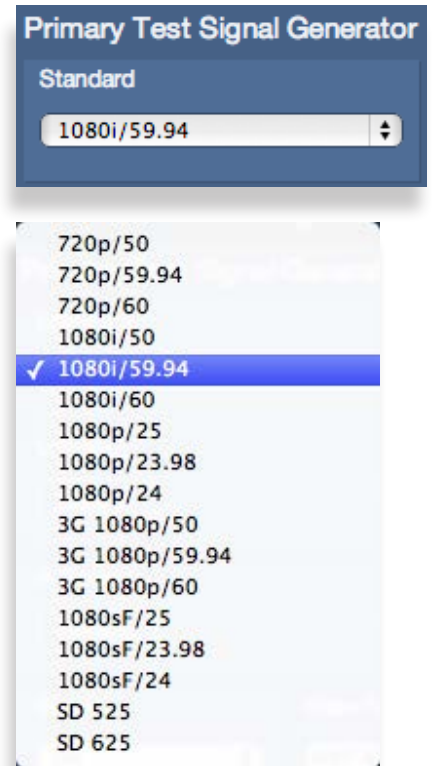 Primary Test Signal Generator
Standard
1080i/59.94
720p/50
720p/59.94
720p/60
1080i/50
✓ 1080i/59.94
1080i/60
1080p/25
1080p/23.98
1080p/24
3G 1080p/50
3G 1080p/59.94
3G 1080p/60
1080sF/25
1080sF/23.98
1080sF/24
SD 525
SD 625